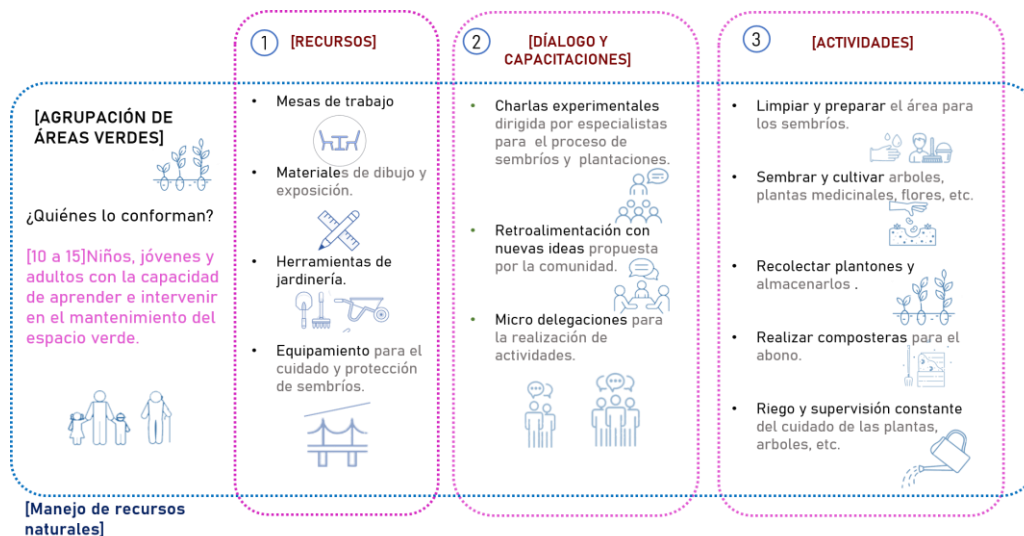 [AGRUPACIÓN DE
ÁREAS VERDES]
¿Quiénes lo conforman?
[10 a 15]Niños, jóvenes y
adultos con la capacidad
de aprender e intervenir
en el mantenimiento del
espacio verde.
[Manejo de recursos
naturales]
1 [RECURSOS]
• Mesas de trabajo
• Materiales de dibujo y
exposición.
• Herramientas de
jardinería.
• Equipamiento para el
cuidado y protección
de sembríos.
2 [DÍALOGO Y
CAPACITACIONES]
• Charlas experimentales
dirigida por especialistas
para el proceso de
sembríos y plantaciones.
• Retroalimentación con
nuevas ideas propuesta
por la comunidad.
• Micro delegaciones para
la realización de
actividades.
3 [ACTIVIDADES]
• Limpiar y preparar el área para
los sembríos.
• Sembrar y cultivar arboles,
plantas medicinales, flores, etc.
• Recolectar plantones y
almacenarlos .
• Realizar composteras para el
abono.
• Riego y supervisión constante
del cuidado de las plantas,
arboles, etc.